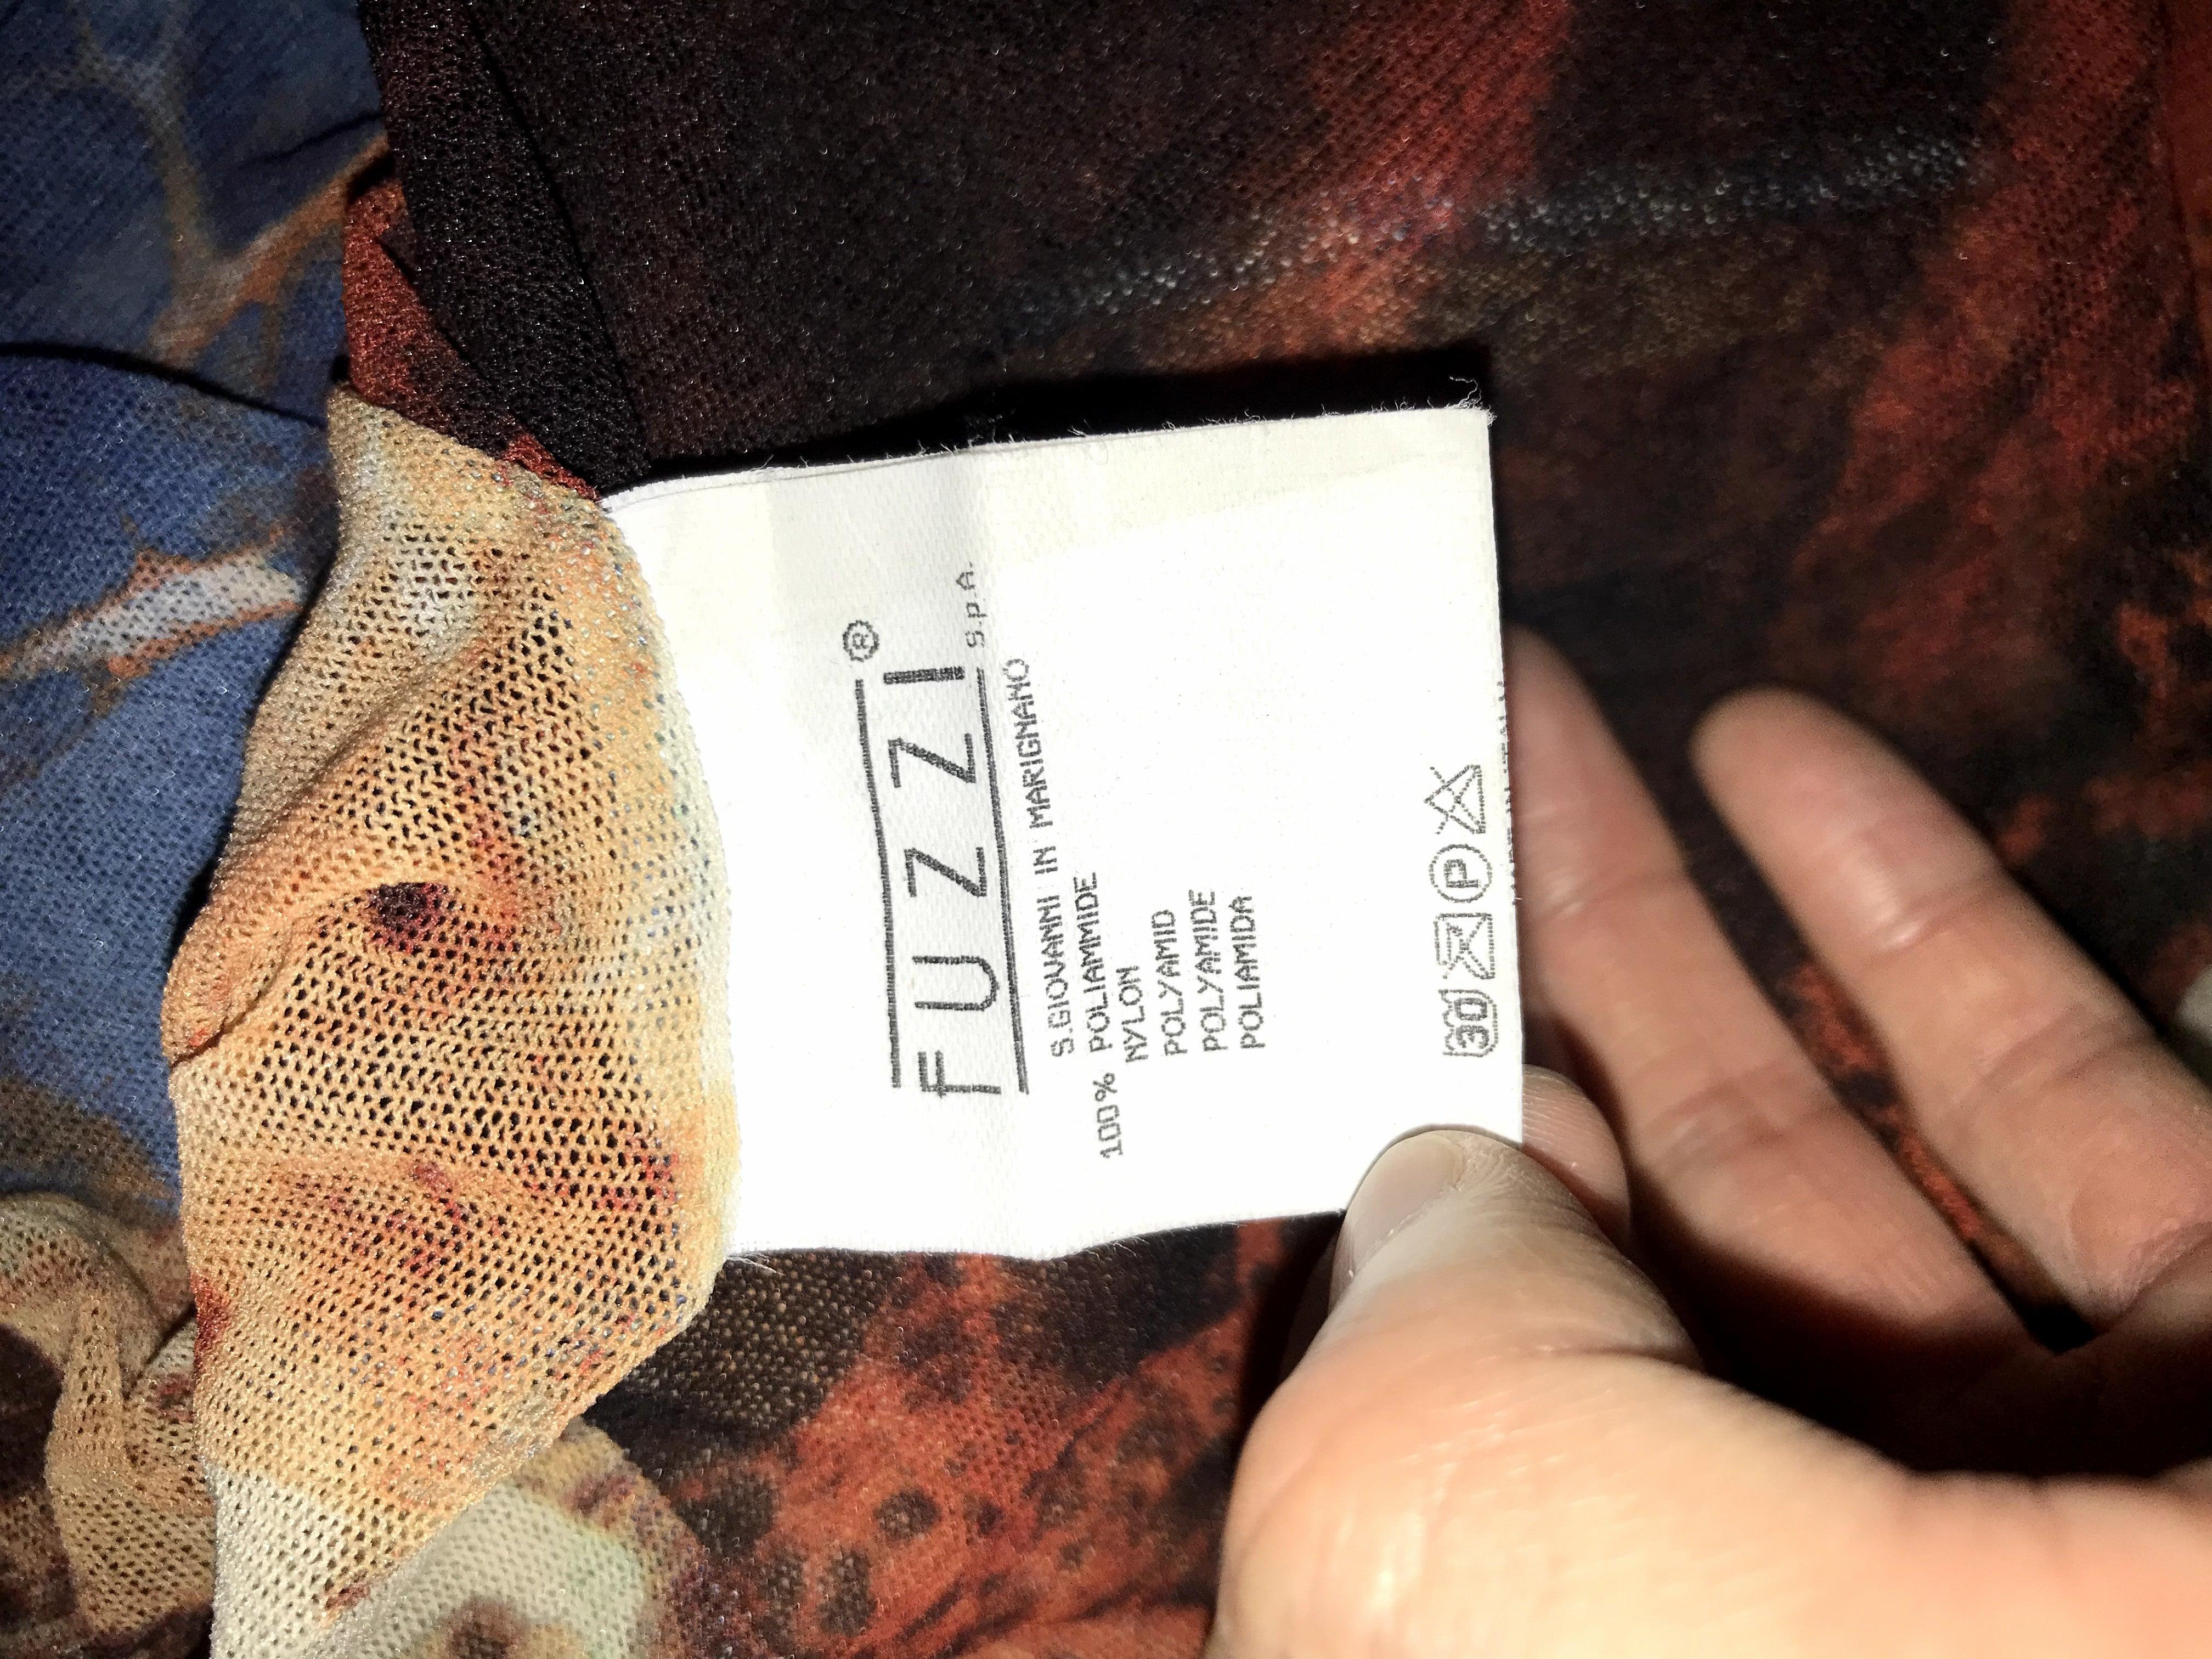 FUZZI®
S.p.A.
S.GIOVANNI IN MARIGNANO
100% POLIAMMIDE
NYLON
POLYAMID
POLYAMIDE
POLIAMIDA
30 P